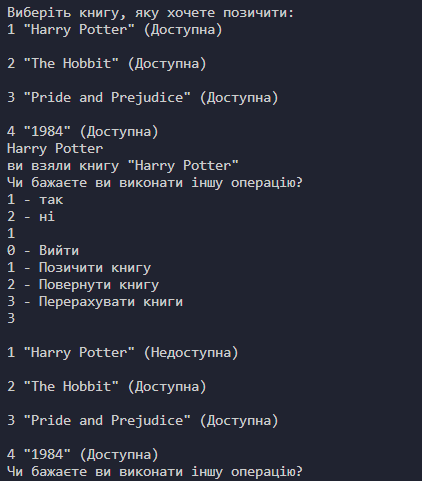 Виберіть книгу, яку хочете позичити:
1 "Harry Potter" (Доступна)
2 "The Hobbit" (Доступна)
3 "Pride and Prejudice" (Доступна)
4 "1984" (Доступна)
Harry Potter
ви взяли книгу "Harry Potter"
Чи бажаєте ви виконати іншу операцію?
1 - так
2 - ні
1
0 - Вийти
1 - Позичити книгу
2 - Повернути книгу
3 - Перерахувати книги
3
1 "Harry Potter" (Недоступна)
2 "The Hobbit" (Доступна)
3 "Pride and Prejudice" (Доступна)
4 "1984" (Доступна)
Чи бажаєте ви виконати іншу операцію?